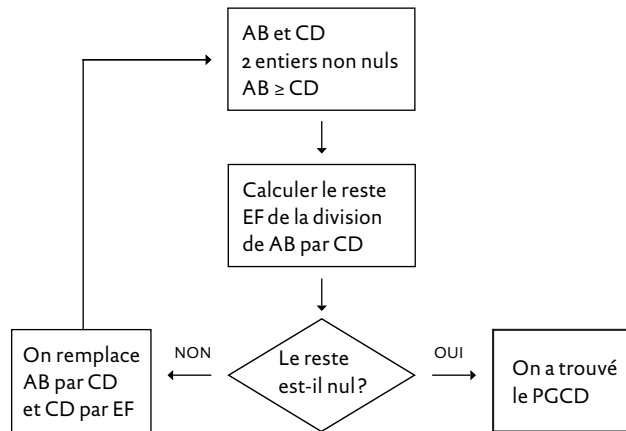 AB et CD
2 entiers non nuls
AB ≥ CD
Calculer le reste
EF de la division
de AB par CD
Le reste
est-il nul?
NON
On remplace
AB par CD
et CD par EF
OUI
On a trouvé
le PGCD